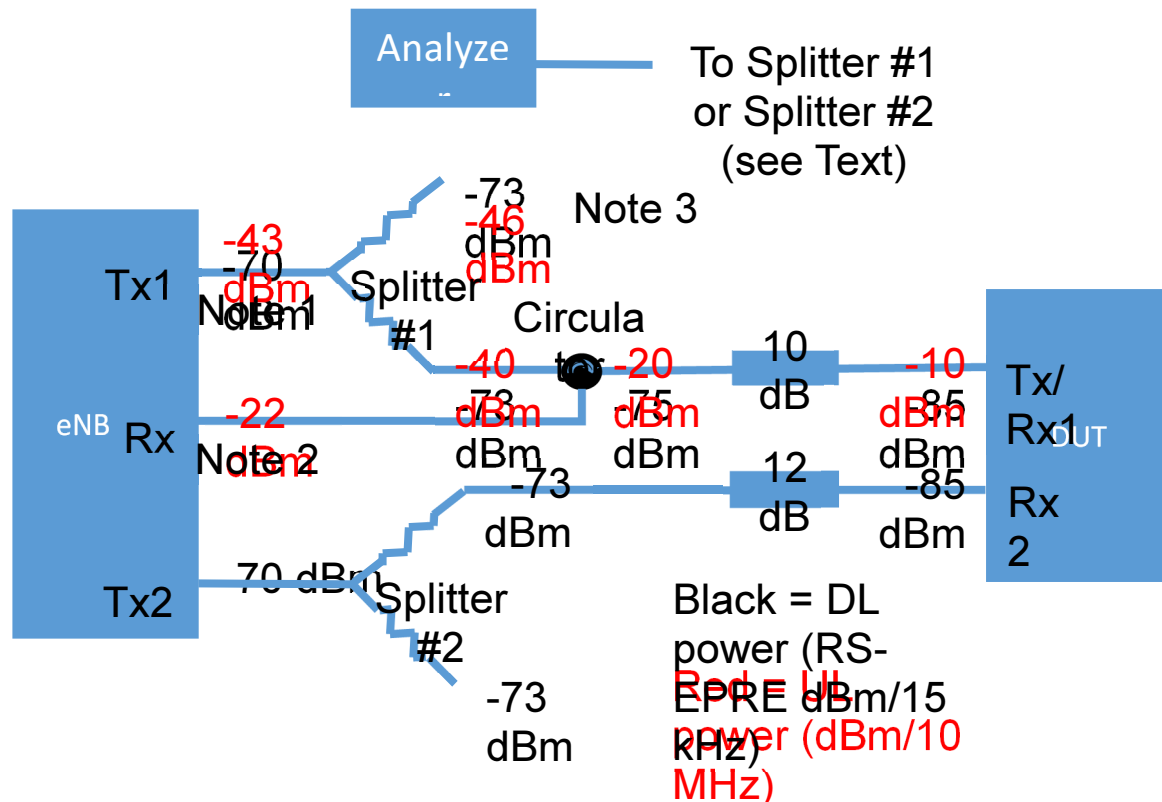 Analyze
r
To Splitter #1
or Splitter #2
(see Text)
-73
dBm
-46
dBm
Note 3
-43
dBm
-70
dBm
Note 1
Tx1
Splitter
#1
Circula
tor
-40
dBm
-73
dBm
-20
dBm
-75
dBm
10
dB
-10
dBm
-85
dBm
Tx/
Rx1
DUT
eNB
Rx
-22
dBm
Note 2
-73
dBm
12
dB
-85
dBm
Rx
2
Tx2
-70 dBm
Splitter
#2
-73
dBm
Black = DL
power (RS-
EPRE dBm/15
kHz)
Red = UL
power (dBm/10
MHz)